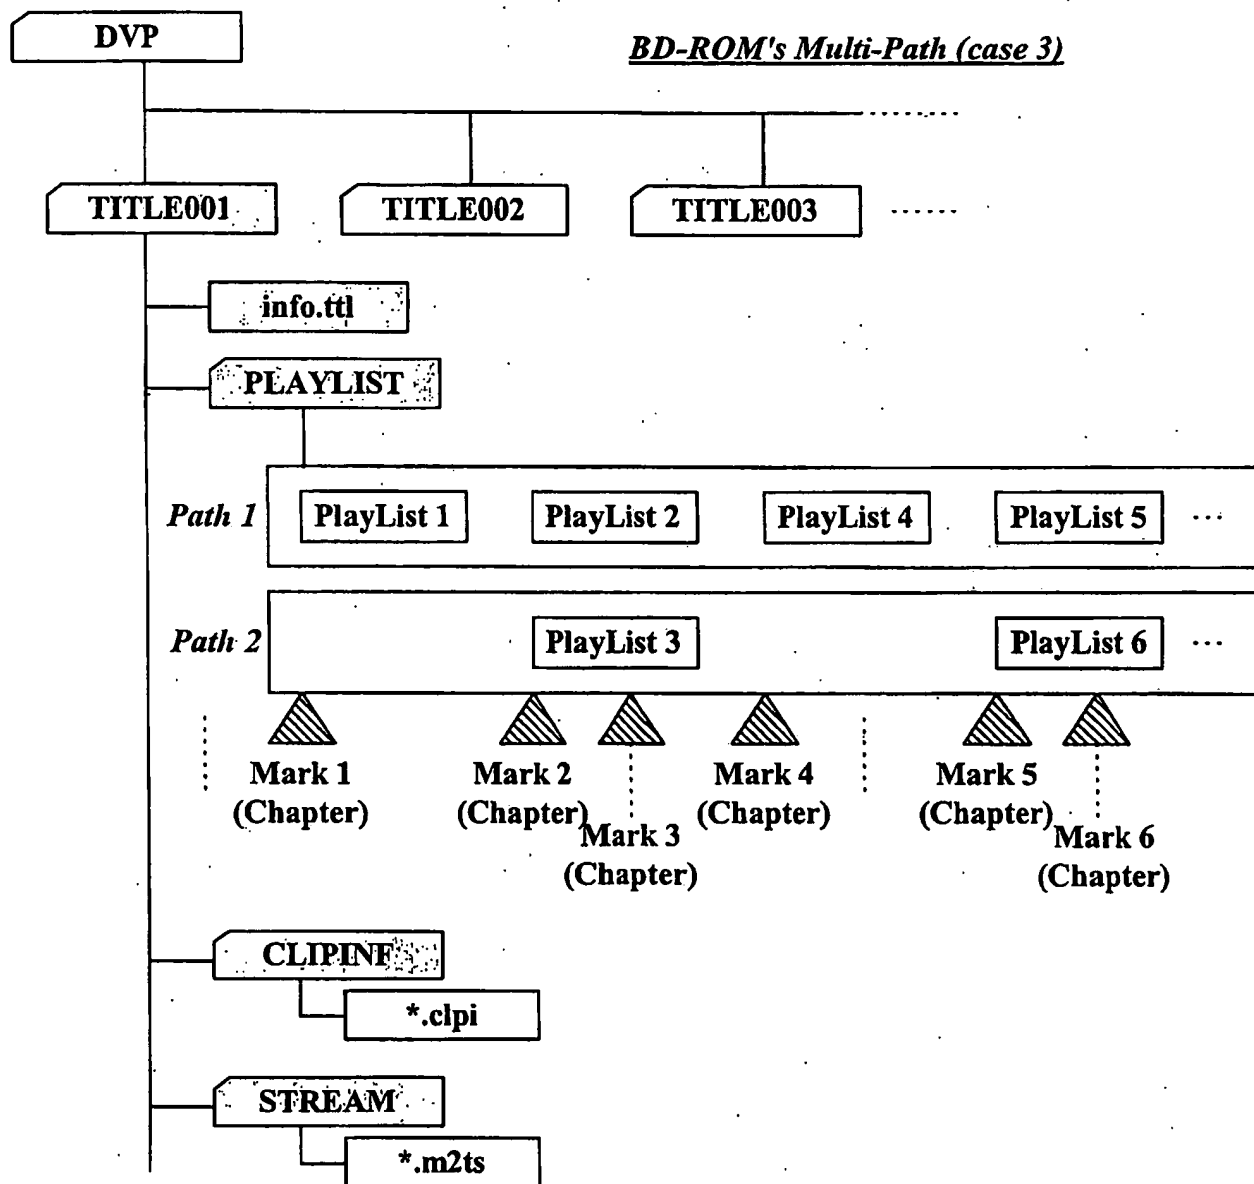 DVP
BD-ROM's Multi-Path (case 3)
TITLE001
TITLE002
TITLE003
info.ttl
PLAYLIST
Path 1
PlayList 1
PlayList 2
PlayList 4
PlayList 5
...
Path 2
PlayList 3
PlayList 6
...
Mark 1
(Chapter)
Mark 2
(Chapter)
Mark 3
(Chapter)
Mark 4
(Chapter)
Mark 5
(Chapter)
Mark 6
(Chapter)
CLIPINF
*.clpi
STREAM
*.m2ts